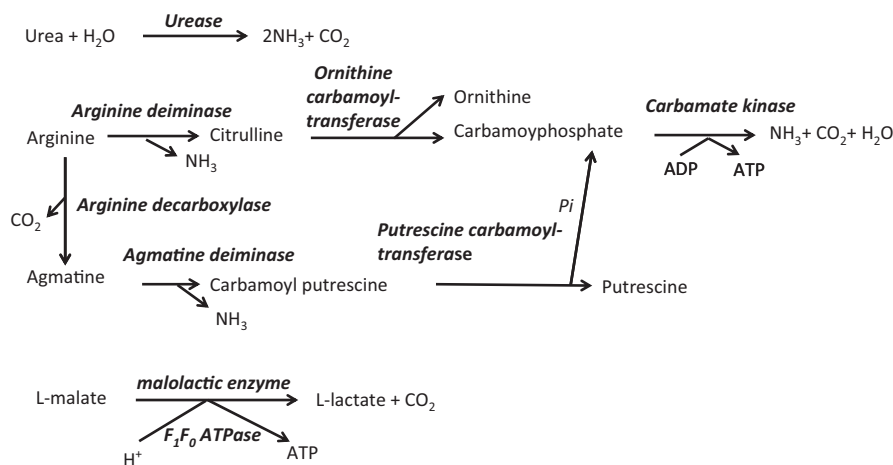 Urease
Urea + H₂O
2NH₃+ CO₂
Ornithine
carbamoyl-
transferase
Arginine deiminase
Ornithine
Carbamate kinase
Arginine
Citrulline
Carbamoyphosphate
NH₃+ CO₂+ H₂O
NH₃
ADP
ATP
Arginine decarboxylase
CO₂
Pi
Putrescine carbamoyl-
transferase
Agmatine deiminase
Agmatine
Carbamoyl putrescine
Putrescine
NH₃
malolactic enzyme
L-malate
L-lactate + CO₂
F₁F₀ ATPase
H⁺
ATP